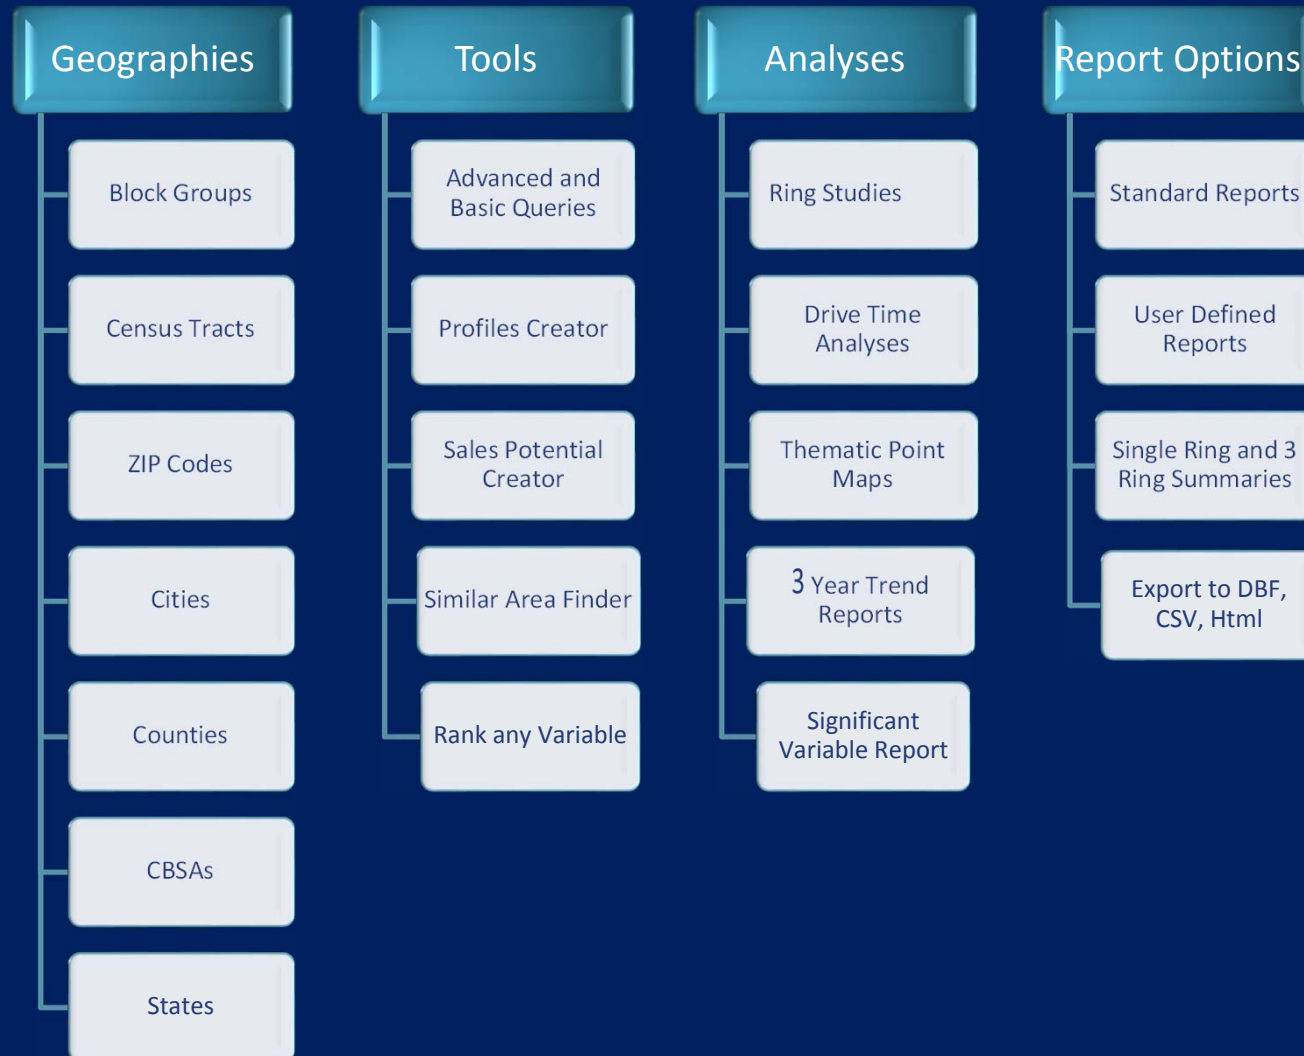 Geographies
Block Groups
Census Tracts
ZIP Codes
Cities
Counties
CBSAs
States
Tools
Advanced and
Basic Queries
Profiles Creator
Sales Potential
Creator
Similar Area Finder
Rank any Variable
Analyses
Ring Studies
Drive Time
Analyses
Thematic Point
Maps
3 Year Trend
Reports
Significant
Variable Report
Report Options
Standard Reports
User Defined
Reports
Single Ring and 3
Ring Summaries
Export to DBF,
CSV, Html